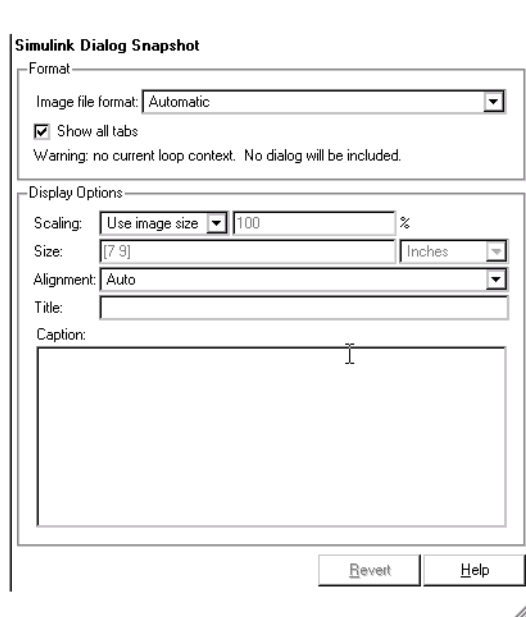 Simulink Dialog Snapshot
Format
Image file format: Automatic
Show all tabs
Warning: no current loop context. No dialog will be included.
Display Options
Scaling: Use image size 100 %
Size: [7 9] Inches
Alignment: Auto
Title:
Caption:
Revert Help